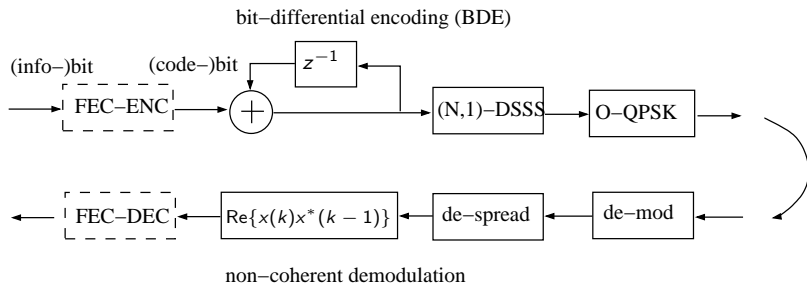 bit−differential encoding (BDE)
(info−)bit
(code−)bit
z⁻¹
FEC−ENC
+
(N,1)−DSSS
O−QPSK
FEC−DEC
Re{x(k)x*(k − 1)}
de−spread
de−mod
non−coherent demodulation